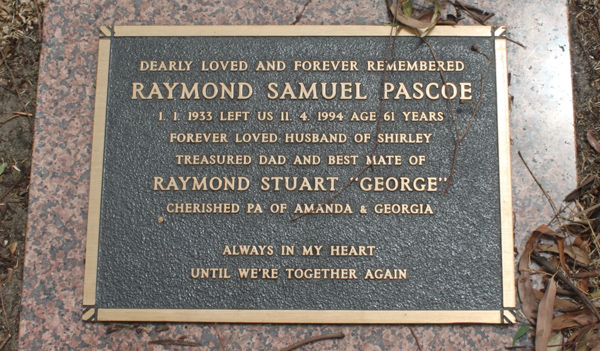 DEARLY LOVED AND FOREVER REMEMBERED
RAYMOND SAMUEL PASCOE
1. 1. 1933 LEFT US 11. 4. 1994 AGE 61 YEARS
FOREVER LOVED HUSBAND OF SHIRLEY
TREASURED DAD AND BEST MATE OF
RAYMOND STUART "GEORGE"
CHERISHED PA OF AMANDA & GEORGIA
ALWAYS IN MY HEART
UNTIL WE'RE TOGETHER AGAIN